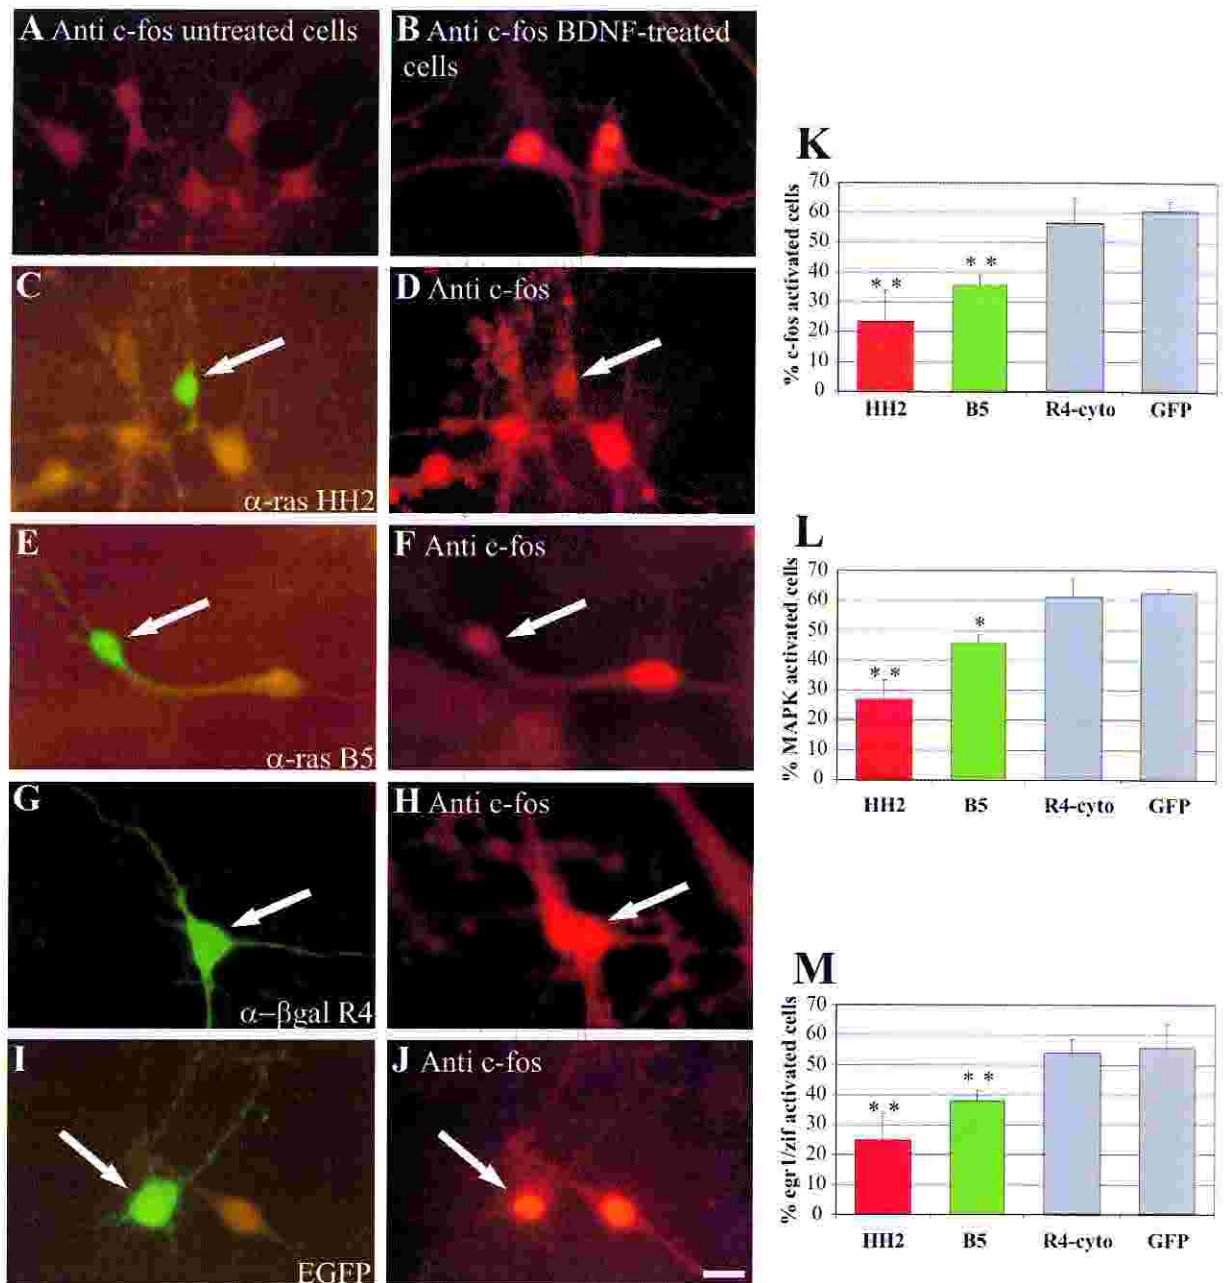 A Anti c-fos untreated cells
B Anti c-fos BDNF-treated
cells
C
α-ras HH2
D Anti c-fos
E
α-ras B5
F Anti c-fos
G
α-βgal R4
H Anti c-fos
I
EGFP
J Anti c-fos
K
% c-fos activated cells
70
60
50
40
30
20
10
0
* *
* *
HH2 B5 R4-cyto GFP
L
% MAPK activated cells
70
60
50
40
30
20
10
0
* *
*
HH2 B5 R4-cyto GFP
M
% egr1/zif activated cells
70
60
50
40
30
20
10
0
* *
* *
HH2 B5 R4-cyto GFP